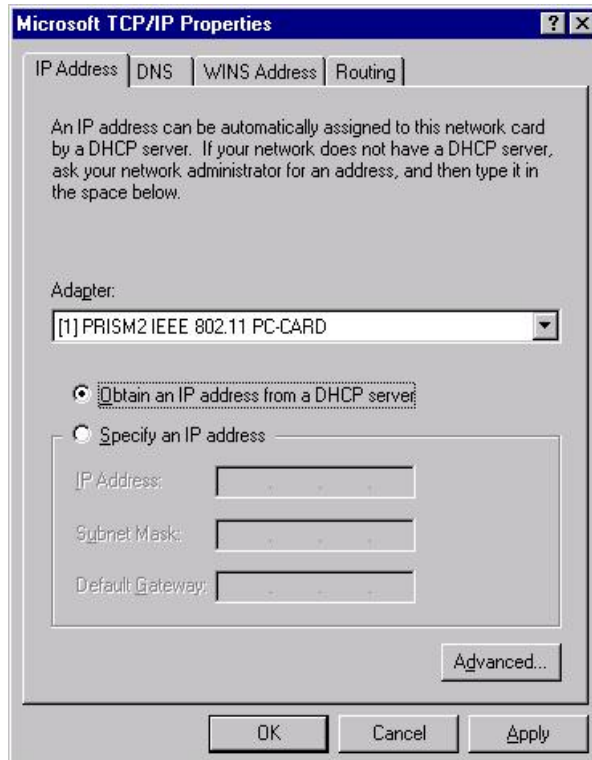 Microsoft TCP/IP Properties
IP Address
DNS
WINS Address
Routing
An IP address can be automatically assigned to this network card
by a DHCP server. If your network does not have a DHCP server,
ask your network administrator for an address, and then type it in
the space below.
Adapter:
[1] PRISM2 IEEE 802.11 PC-CARD
Obtain an IP address from a DHCP server
Specify an IP address
IP Address:
Subnet Mask:
Default Gateway:
Advanced...
OK
Cancel
Apply